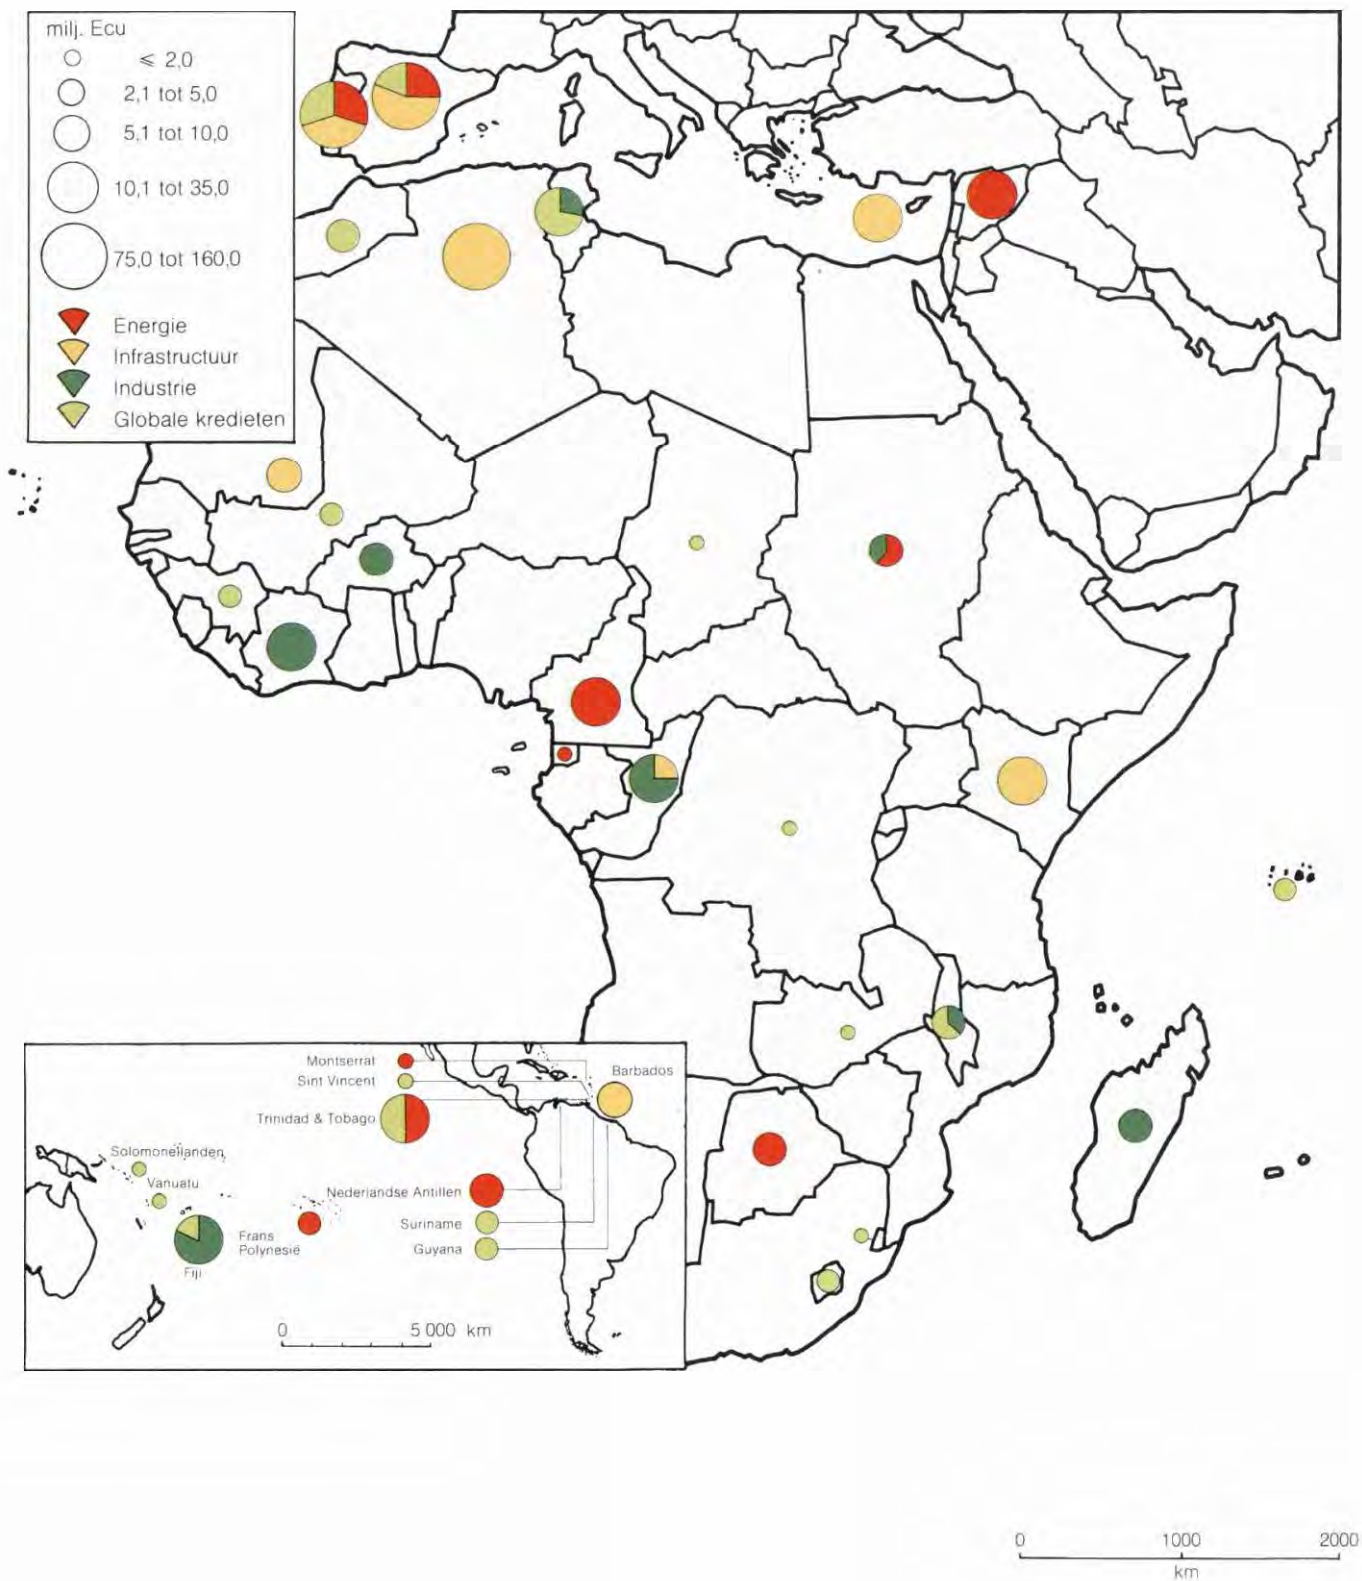 milj. Ecu
⩽ 2,0
2,1 tot 5,0
5,1 tot 10,0
10,1 tot 35,0
75,0 tot 160,0
Energie
Infrastructuur
Industrie
Globale kredieten
Montserrat
Sint Vincent
Barbados
Trinidad & Tobago
Solomoneilanden
Vanuatu
Nederlandse Antillen
Suriname
Frans
Polynesië
Guyana
Fiji
0 5 000 km
0 1000 2000
km